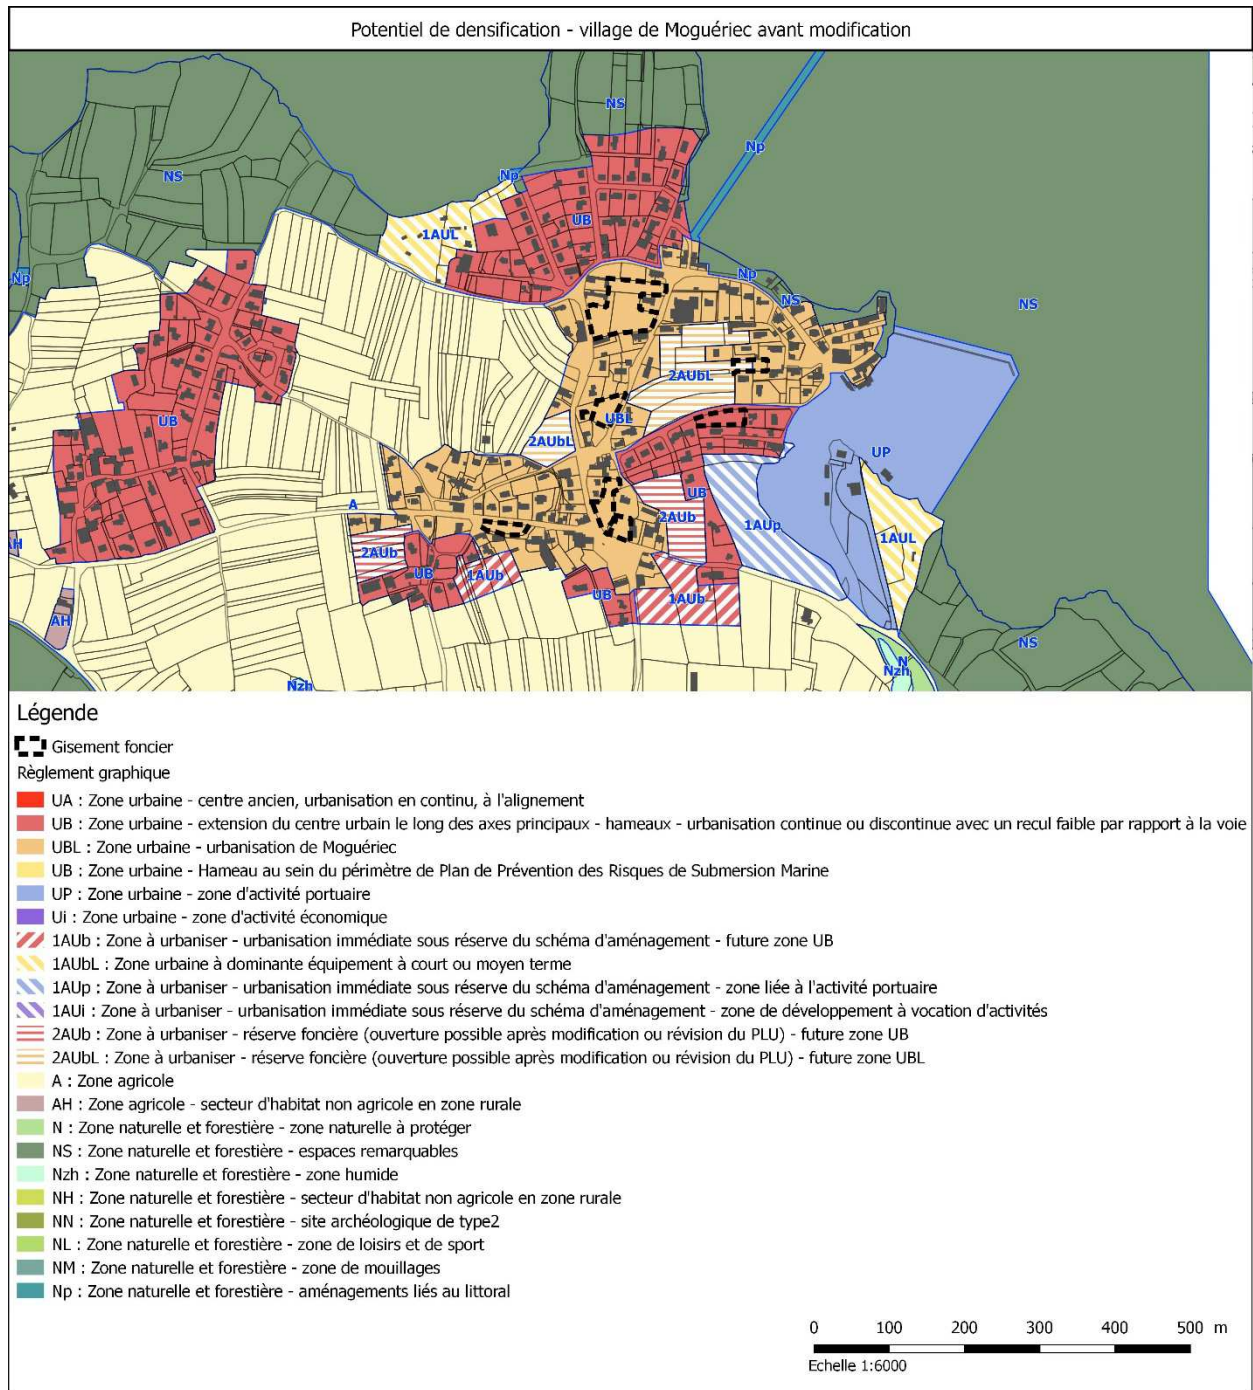 Potentiel de densification - village de Moguériec avant modification
NS
Np
NS
Np
1AUL
UB
Np
Np
NS
NS
UB
2AUbL
UBL
2AUbL
UP
A
UB
2AUb
1AUp
1AUL
AH
2AUb
UB
1AUb
UB
1AUb
AH
NS
N
Nzh
Nzh
Légende
Gisement foncier
Règlement graphique
UA : Zone urbaine - centre ancien, urbanisation en continu, à l'alignement
UB : Zone urbaine - extension du centre urbain le long des axes principaux - hameaux - urbanisation continue ou discontinue avec un recul faible par rapport à la voie
UBL : Zone urbaine - urbanisation de Moguériec
UB : Zone urbaine - Hameau au sein du périmètre de Plan de Prévention des Risques de Submersion Marine
UP : Zone urbaine - zone d'activité portuaire
Ui : Zone urbaine - zone d'activité économique
1AUb : Zone à urbaniser - urbanisation immédiate sous réserve du schéma d'aménagement - future zone UB
1AUbL : Zone urbaine à dominante équipement à court ou moyen terme
1AUp : Zone à urbaniser - urbanisation immédiate sous réserve du schéma d'aménagement - zone liée à l'activité portuaire
1AUi : Zone à urbaniser - urbanisation immédiate sous réserve du schéma d'aménagement - zone de développement à vocation d'activités
2AUb : Zone à urbaniser - réserve foncière (ouverture possible après modification ou révision du PLU) - future zone UB
2AUbL : Zone à urbaniser - réserve foncière (ouverture possible après modification ou révision du PLU) - future zone UBL
A : Zone agricole
AH : Zone agricole - secteur d'habitat non agricole en zone rurale
N : Zone naturelle et forestière - zone naturelle à protéger
NS : Zone naturelle et forestière - espaces remarquables
Nzh : Zone naturelle et forestière - zone humide
NH : Zone naturelle et forestière - secteur d'habitat non agricole en zone rurale
NN : Zone naturelle et forestière - site archéologique de type2
NL : Zone naturelle et forestière - zone de loisirs et de sport
NM : Zone naturelle et forestière - zone de mouillages
Np : Zone naturelle et forestière - aménagements liés au littoral
0 100 200 300 400 500 m
Echelle 1:6000